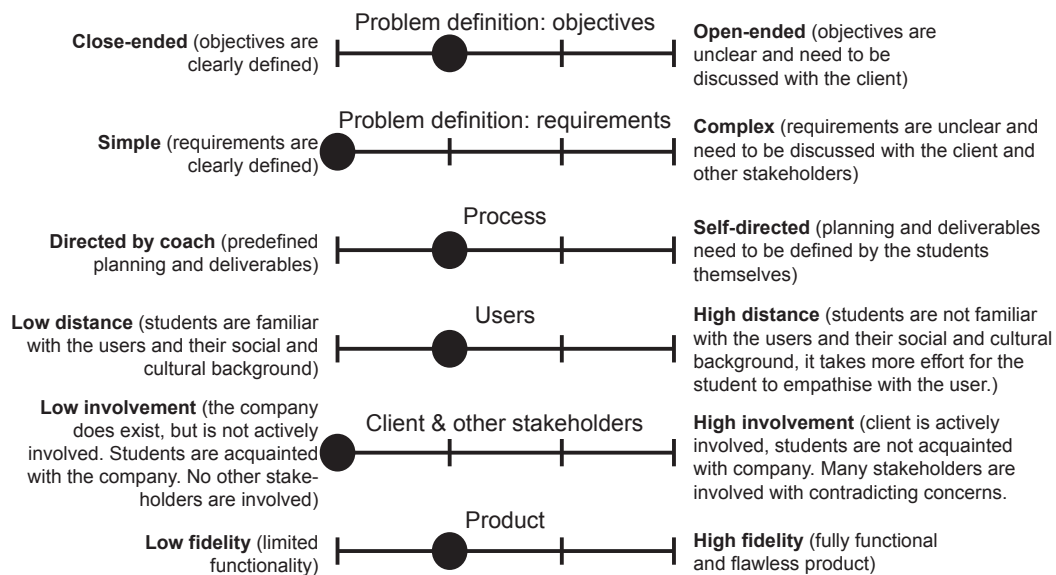 Problem definition: objectives
Close-ended (objectives are
clearly defined)
Open-ended (objectives are
unclear and need to be
discussed with the client)
Problem definition: requirements
Simple (requirements are
clearly defined)
Complex (requirements are unclear and
need to be discussed with the client and
other stakeholders)
Process
Directed by coach (predefined
planning and deliverables)
Self-directed (planning and deliverables
need to be defined by the students
themselves)
Users
Low distance (students are familiar
with the users and their social and
cultural background)
High distance (students are not familiar
with the users and their social and cultural
background, it takes more effort for the
student to empathise with the user.)
Client & other stakeholders
Low involvement (the company
does exist, but is not actively
involved. Students are acquainted
with the company. No other stake-
holders are involved)
High involvement (client is actively
involved, students are not acquainted
with company. Many stakeholders are
involved with contradicting concerns.
Product
Low fidelity (limited
functionality)
High fidelity (fully functional
and flawless product)